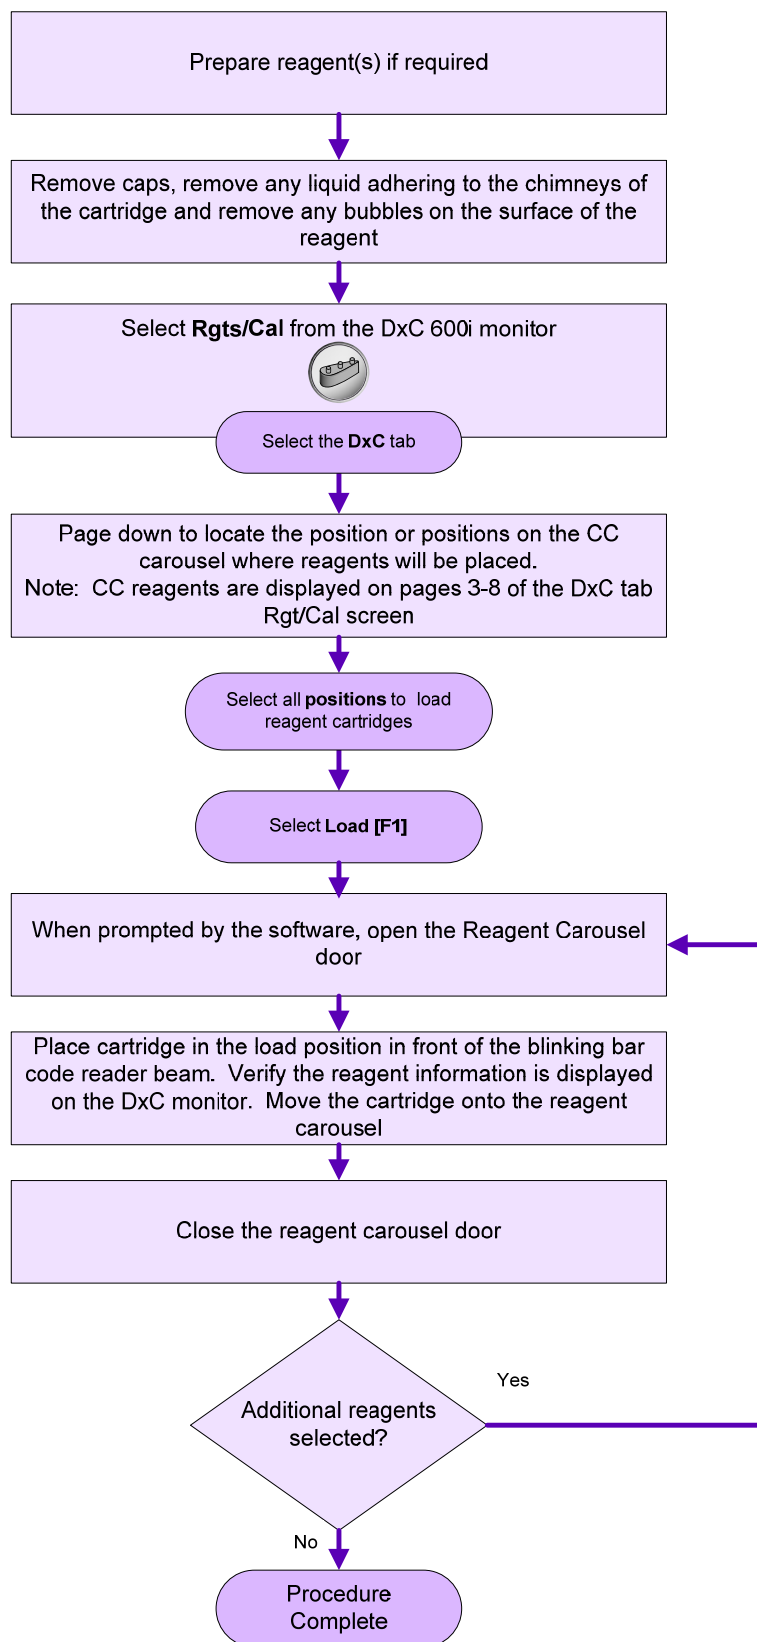 Prepare reagent(s) if required
Remove caps, remove any liquid adhering to the chimneys of
the cartridge and remove any bubbles on the surface of the
reagent
Select Rgts/Cal from the DxC 600i monitor
Select the DxC tab
Page down to locate the position or positions on the CC
carousel where reagents will be placed.
Note:  CC reagents are displayed on pages 3-8 of the DxC tab
Rgt/Cal screen
Select all positions to  load
reagent cartridges
Select Load [F1]
When prompted by the software, open the Reagent Carousel
door
Place cartridge in the load position in front of the blinking bar
code reader beam.  Verify the reagent information is displayed
on the DxC monitor.  Move the cartridge onto the reagent
carousel
Close the reagent carousel door
Yes
Additional reagents
selected?
No
Procedure
Complete